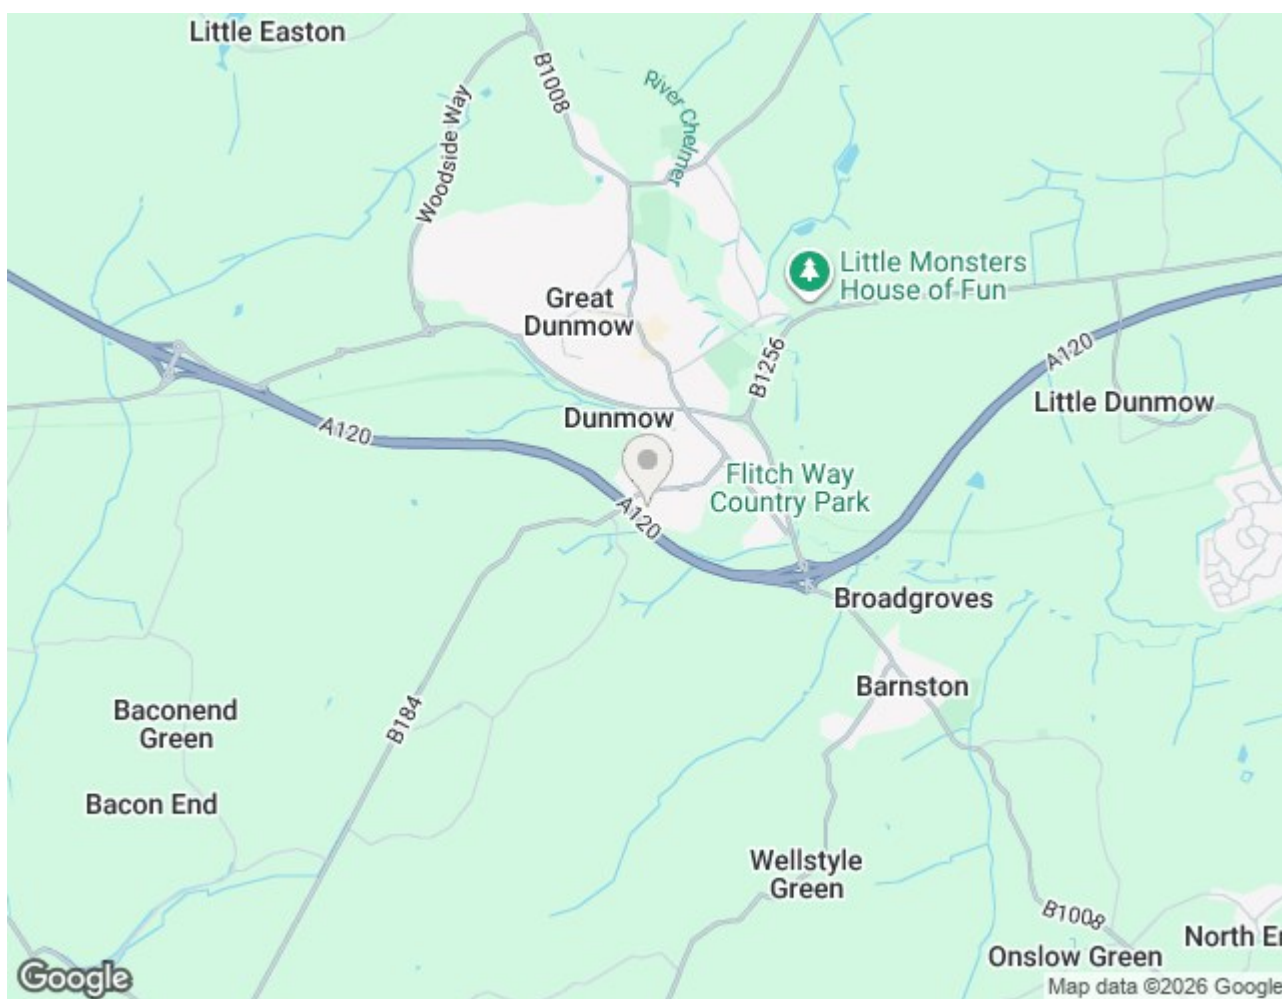 Little Easton
B1008
River Chelmer
Woodside Way
Little Monsters
House of Fun
Great
Dunmow
B1256
A120
Little Dunmow
Dunmow
A120
Flitch Way
Country Park
A120
Broadgroves
Barnston
Baconend
Green
B184
Bacon End
Wellstyle
Green
B1008
North En
Onslow Green
Google
Map data ©2026 Google